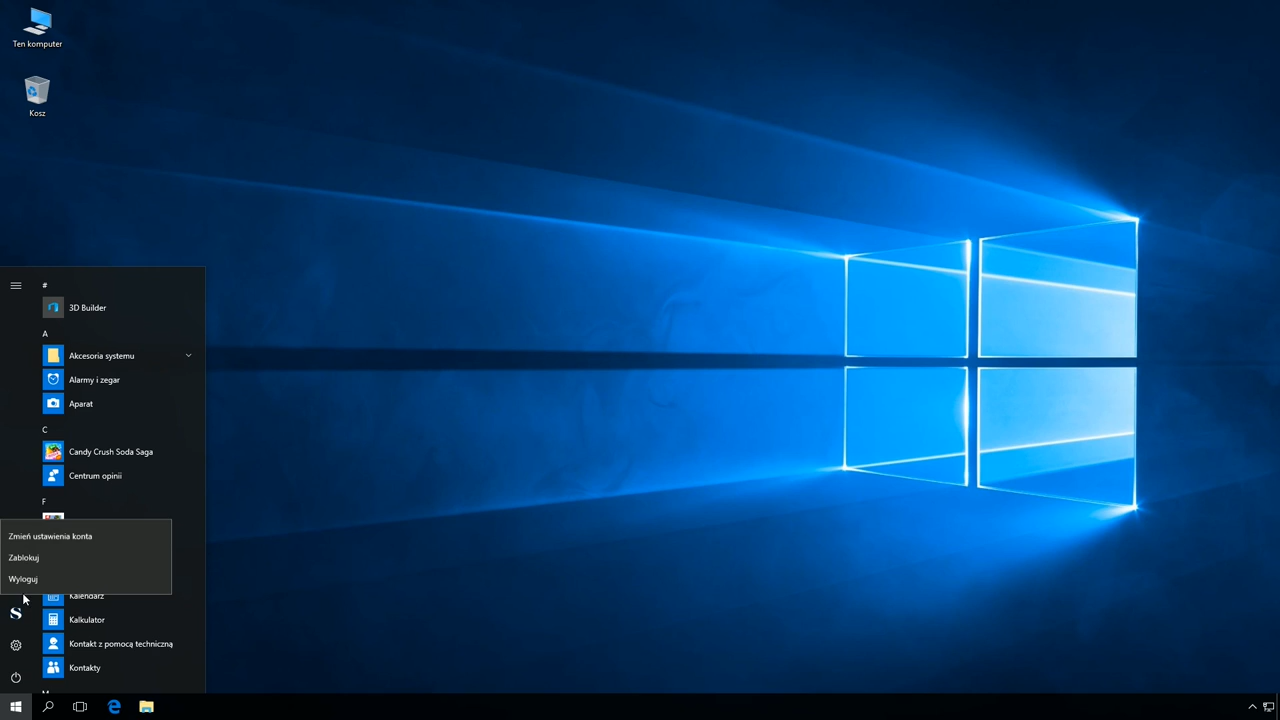 Ten komputer
Kosz
#
3D Builder
A
Akcesoria systemu
Alarmy i zegar
Aparat
C
Candy Crush Soda Saga
Centrum opinii
F
Zmień ustawienia konta
Zablokuj
Wyloguj
Kalendarz
S
Kalkulator
Kontakt z pomocą techniczną
Kontakty